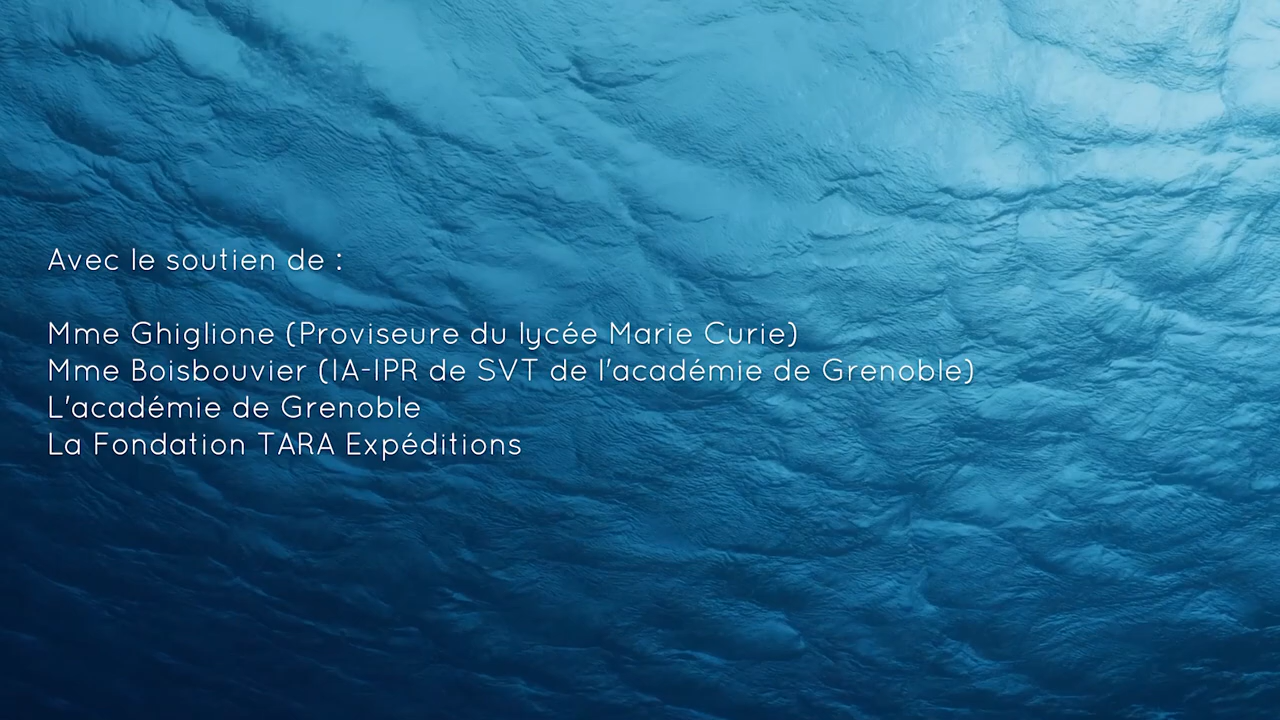 Avec le soutien de :
Mme Ghiglione (Proviseure du lycée Marie Curie)
Mme Boisbouvier (IA-IPR de SVT de l'académie de Grenoble)
L'académie de Grenoble
La Fondation TARA Expéditions